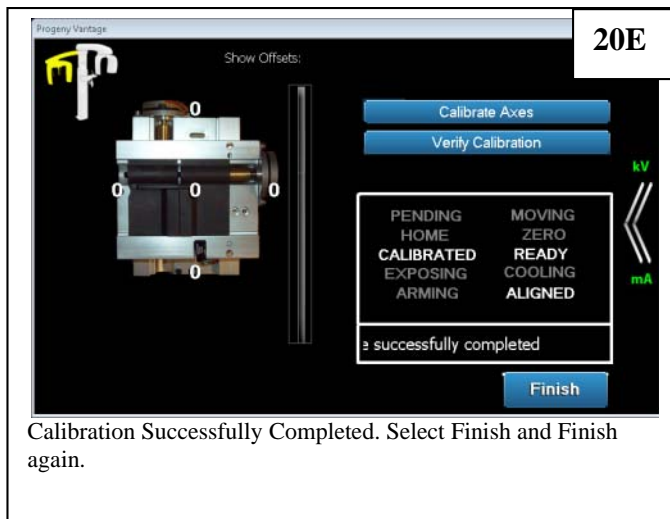 Progeny Vantage
20E
Show Offsets:
0
0 0 0
0
Calibrate Axes
Verify Calibration
kV
mA
PENDING MOVING
HOME ZERO
CALIBRATED READY
EXPOSING COOLING
ARMING ALIGNED
e successfully completed
Finish
Calibration Successfully Completed. Select Finish and Finish
again.